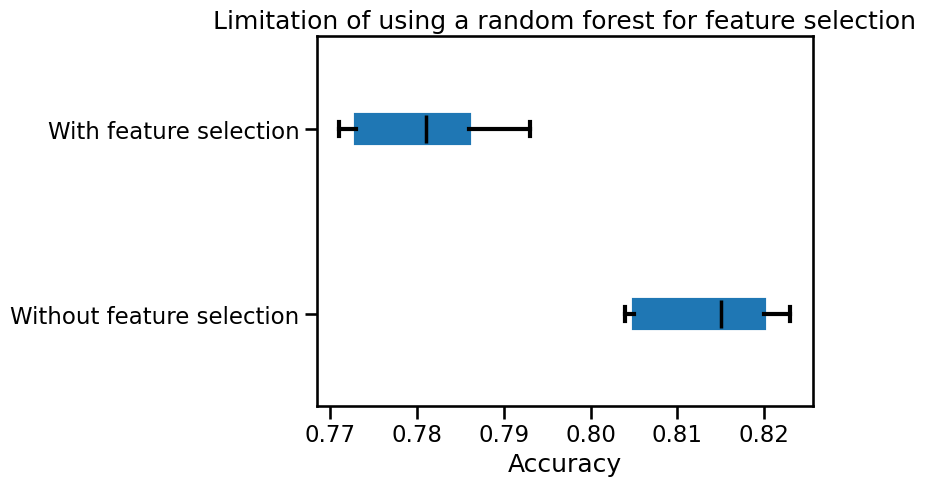 Limitation of using a random forest for feature selection
With feature selection
Without feature selection
0.77 0.78 0.79 0.80 0.81 0.82
Accuracy